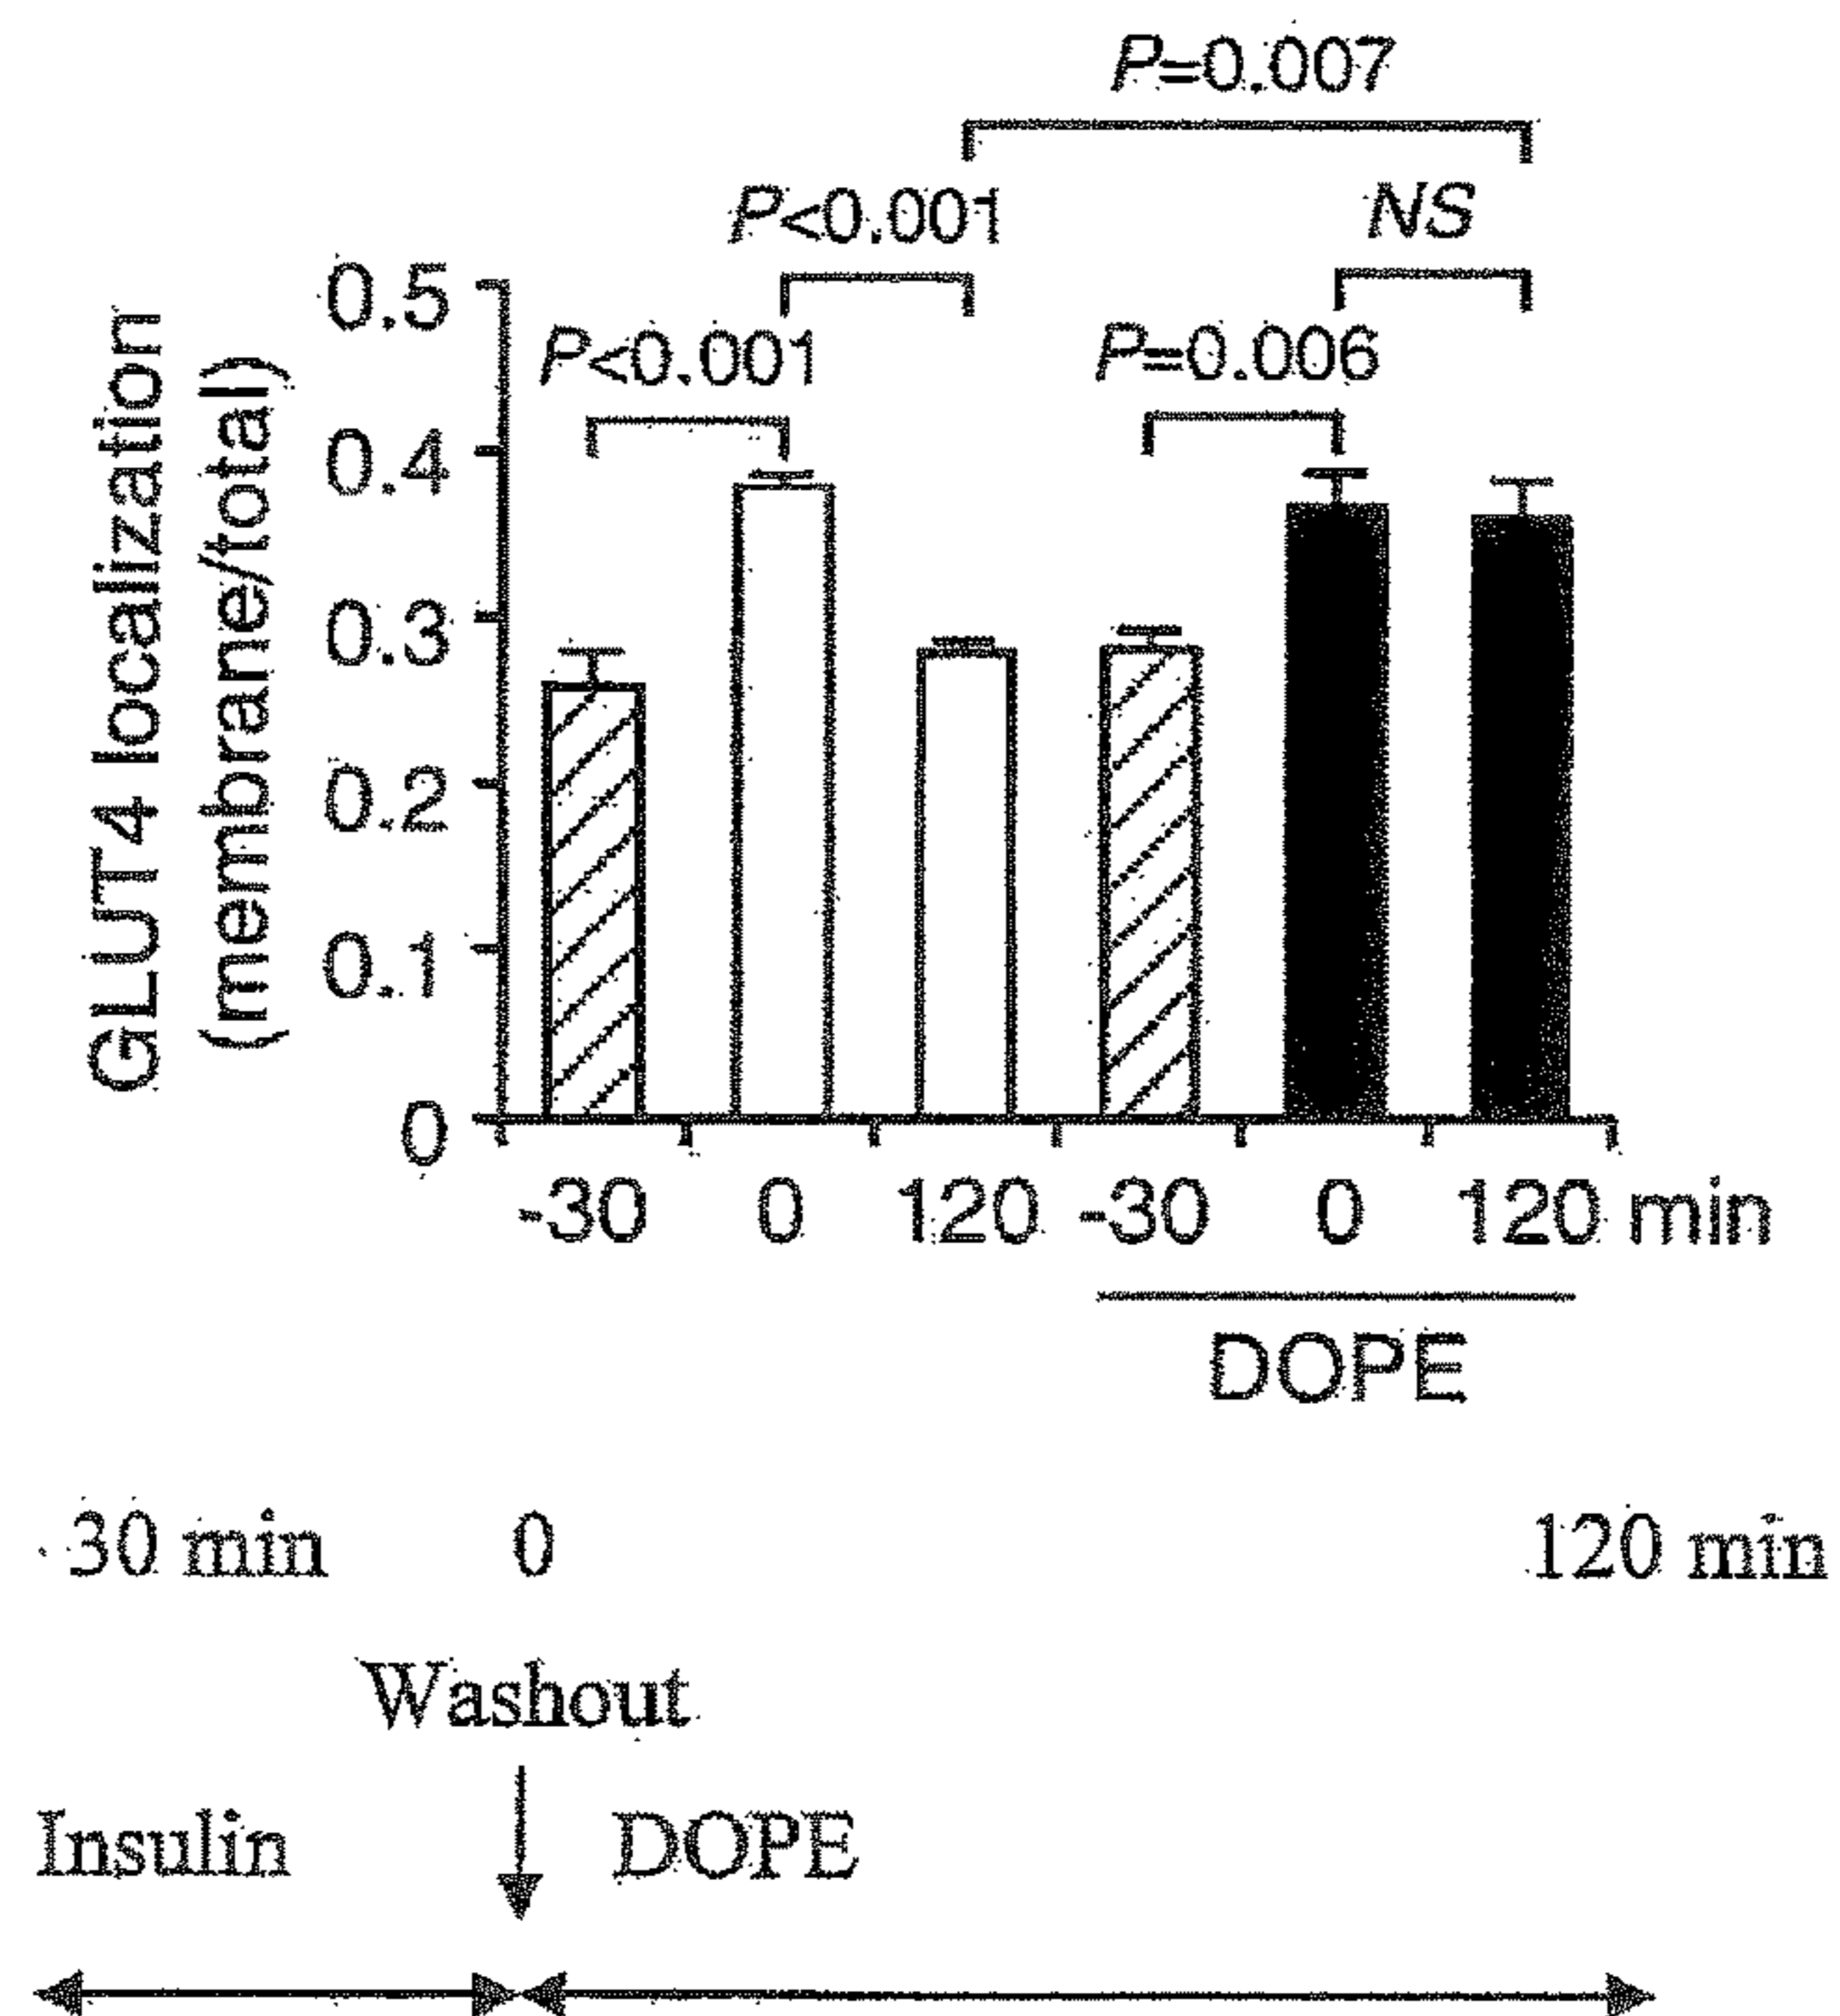 P=0.007
P<0.001
NS
P<0.001
P=0.006
GLUT4 localization
(membrane/total)
0.5
0.4
0.3
0.2
0.1
0
-30 0 120 -30 0 120 min
DOPE
-30 min 0 120 min
Washout
Insulin DOPE